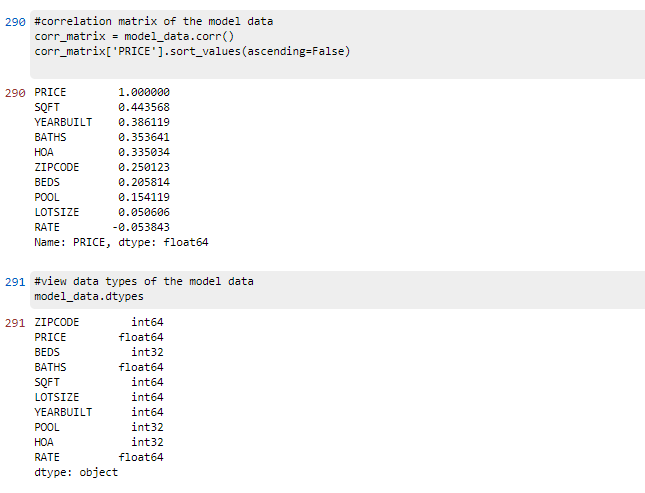 290 #correlation matrix of the model data
corr_matrix = model_data.corr()
corr_matrix['PRICE'].sort_values(ascending=False)
290 PRICE 1.000000
SQFT 0.443568
YEARBUILT 0.386119
BATHS 0.353641
HOA 0.335034
ZIPCODE 0.250123
BEDS 0.205814
POOL 0.154119
LOTSIZE 0.050606
RATE -0.053843
Name: PRICE, dtype: float64
291 #view data types of the model data
model_data.dtypes
291 ZIPCODE int64
PRICE float64
BEDS int32
BATHS float64
SQFT int64
LOTSIZE int64
YEARBUILT int64
POOL int32
HOA int32
RATE float64
dtype: object